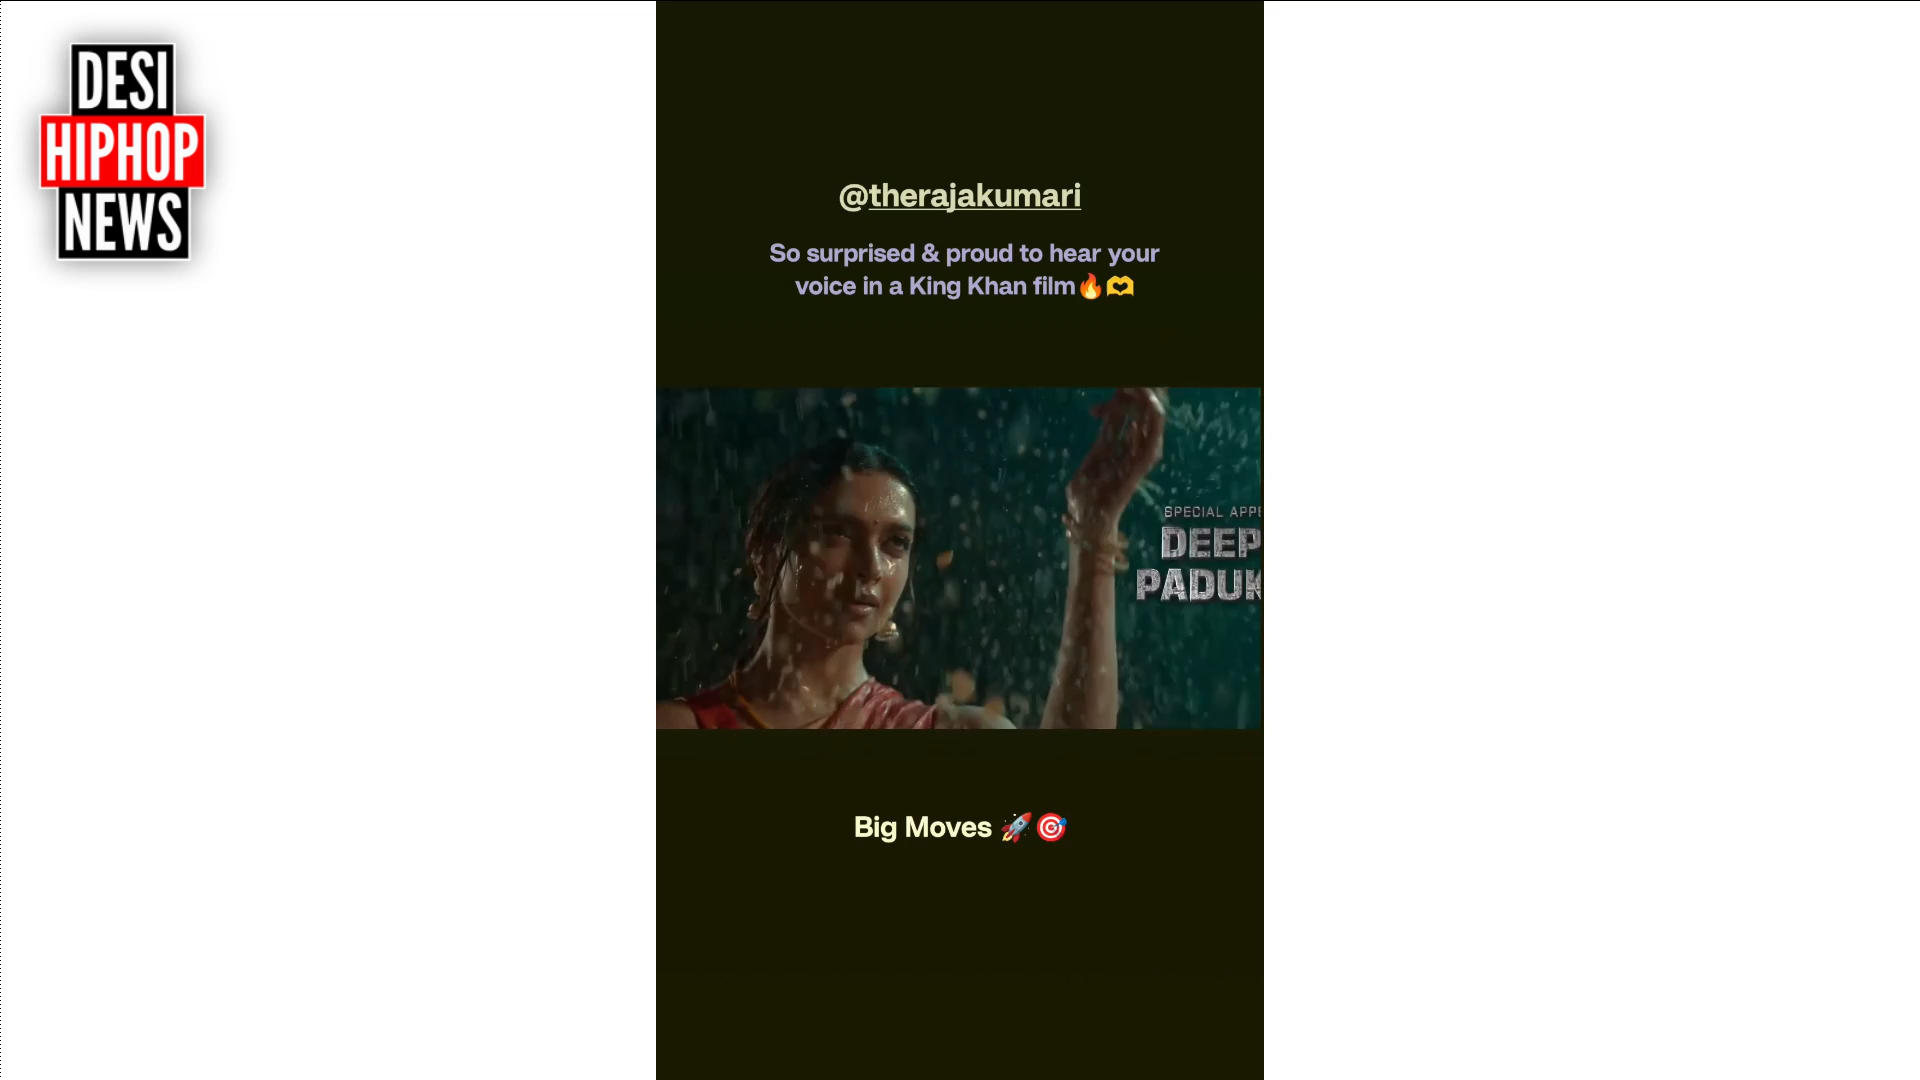 DESI
HIPHOP
NEWS
@therajakumari
So surprised & proud to hear your
voice in a King Khan film🔥🫶
SPECIAL APPE
DEEP
PADUK
Big Moves 🚀🎯